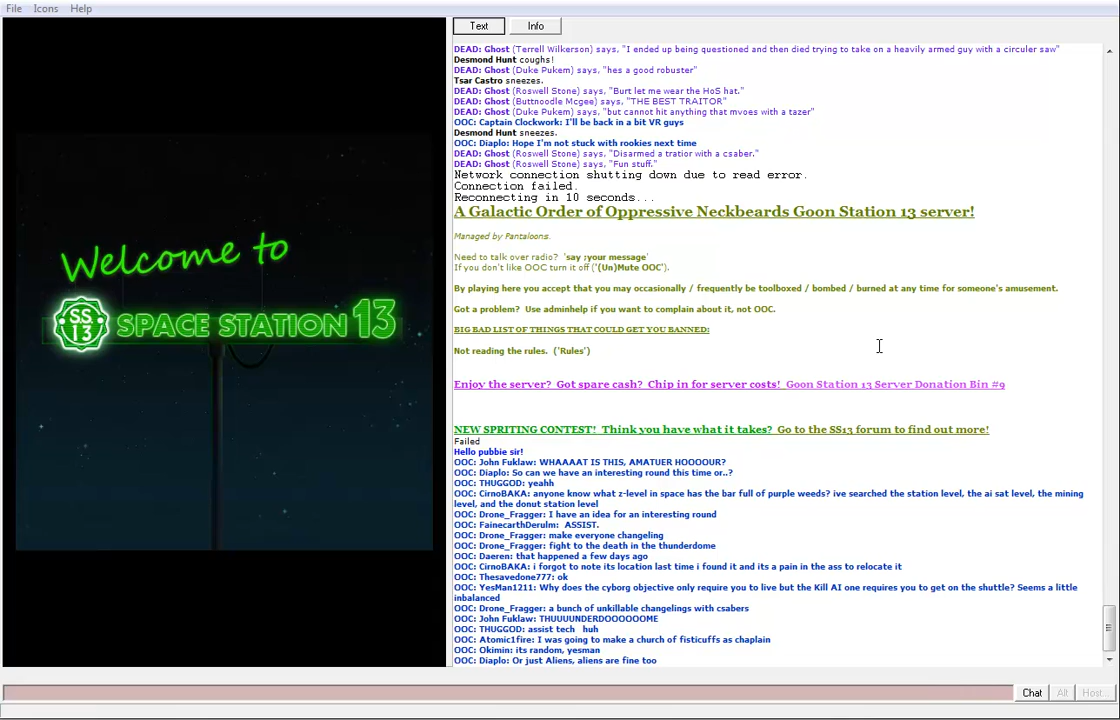 File Icons Help
Text Info
DEAD: Ghost (Terrell Wilkerson) says, "I ended up being questioned and then died trying to take on a heavily armed guy with a circuler saw"
Desmond Hunt coughs!
DEAD: Ghost (Duke Pukem) says, "hes a good robuster"
Tsar Castro sneezes.
DEAD: Ghost (Roswell Stone) says, "Burt let me wear the HoS hat."
DEAD: Ghost (Buttnoodle Mcgee) says, "THE BEST TRAITOR"
DEAD: Ghost (Duke Pukem) says, "but cannot hit anything that mvoes with a tazer"
OOC: Captain Clockwork: I'll be back in a bit VR guys
Desmond Hunt sneezes.
OOC: Diaplo: Hope I'm not stuck with rookies next time
DEAD: Ghost (Roswell Stone) says, "Disarmed a tratior with a csaber."
DEAD: Ghost (Roswell Stone) says, "Fun stuff."
Network connection shutting down due to read error.
Connection failed.
Reconnecting in 10 seconds...
A Galactic Order of Oppressive Neckbeards Goon Station 13 server!
Managed by Pantaloons.
Need to talk over radio? 'say ;your message'
If you don't like OOC turn it off ('(Un)Mute OOC').
By playing here you accept that you may occasionally / frequently be toolboxed / bombed / burned at any time for someone's amusement.
Got a problem? Use adminhelp if you want to complain about it, not OOC.
BIG BAD LIST OF THINGS THAT COULD GET YOU BANNED:
Not reading the rules. ('Rules')
Enjoy the server? Got spare cash? Chip in for server costs! Goon Station 13 Server Donation Bin #9
NEW SPRITING CONTEST! Think you have what it takes? Go to the SS13 forum to find out more!
Failed
Hello pubbie sir!
OOC: John Fuklaw: WHAAAAT IS THIS, AMATUER HOOOOUR?
OOC: Diaplo: So can we have an interesting round this time or..?
OOC: THUGGOD: yeahh
OOC: CirnoBAKA: anyone know what z-level in space has the bar full of purple weeds? ive searched the station level, the ai sat level, the mining
level, and the donut station level
OOC: Drone_Fragger: I have an idea for an interesting round
OOC: FainecarthDerulm: ASSIST.
OOC: Drone_Fragger: make everyone changeling
OOC: Drone_Fragger: fight to the death in the thunderdome
OOC: Daeren: that happened a few days ago
OOC: CirnoBAKA: i forgot to note its location last time i found it and its a pain in the ass to relocate it
OOC: Thesavedone777: ok
OOC: YesMan1211: Why does the cyborg objective only require you to live but the Kill AI one requires you to get on the shuttle? Seems a little
inbalanced
OOC: Drone_Fragger: a bunch of unkillable changelings with csabers
OOC: John Fuklaw: THUUUUNDERDOOOOOOME
OOC: THUGGOD: assist tech huh
OOC: Atomic1fire: I was going to make a church of fisticuffs as chaplain
OOC: Okimin: its random, yesman
OOC: Diaplo: Or just Aliens, aliens are fine too
Welcome to
S.S.
13
SPACE STATION 13
Chat Alt Host...